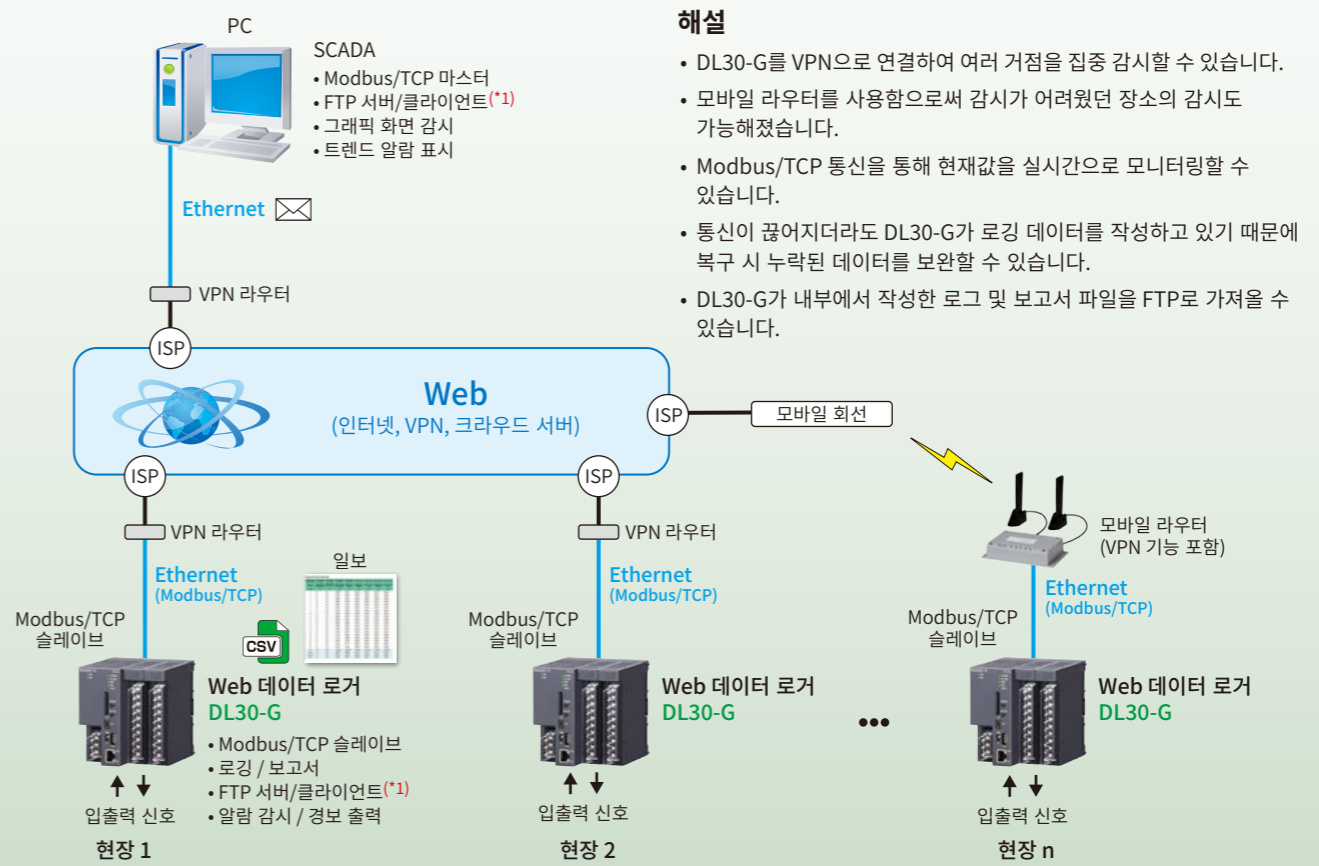 PC
SCADA
• Modbus/TCP 마스터
• FTP 서버/클라이언트(*1)
• 그래픽 화면 감시
• 트렌드 알람 표시
Ethernet
VPN 라우터
ISP
해설
• DL30-G를 VPN으로 연결하여 여러 거점을 집중 감시할 수 있습니다.
• 모바일 라우터를 사용함으로써 감시가 어려웠던 장소의 감시도
가능해졌습니다.
• Modbus/TCP 통신을 통해 현재값을 실시간으로 모니터링할 수
있습니다.
• 통신이 끊어지더라도 DL30-G가 로깅 데이터를 작성하고 있기 때문에
복구 시 누락된 데이터를 보완할 수 있습니다.
• DL30-G가 내부에서 작성한 로그 및 보고서 파일을 FTP로 가져올 수
있습니다.
Web
(인터넷, VPN, 크라우드 서버)
ISP
모바일 회선
ISP
VPN 라우터
Ethernet
(Modbus/TCP)
일보
CSV
Modbus/TCP
슬레이브
Web 데이터 로거
DL30-G
• Modbus/TCP 슬레이브
• 로깅 / 보고서
• FTP 서버/클라이언트(*1)
• 알람 감시 / 경보 출력
입출력 신호
현장 1
ISP
VPN 라우터
Ethernet
(Modbus/TCP)
Modbus/TCP
슬레이브
Web 데이터 로거
DL30-G
입출력 신호
현장 2
•••
모바일 라우터
(VPN 기능 포함)
Ethernet
(Modbus/TCP)
Modbus/TCP
슬레이브
Web 데이터 로거
DL30-G
입출력 신호
현장 n